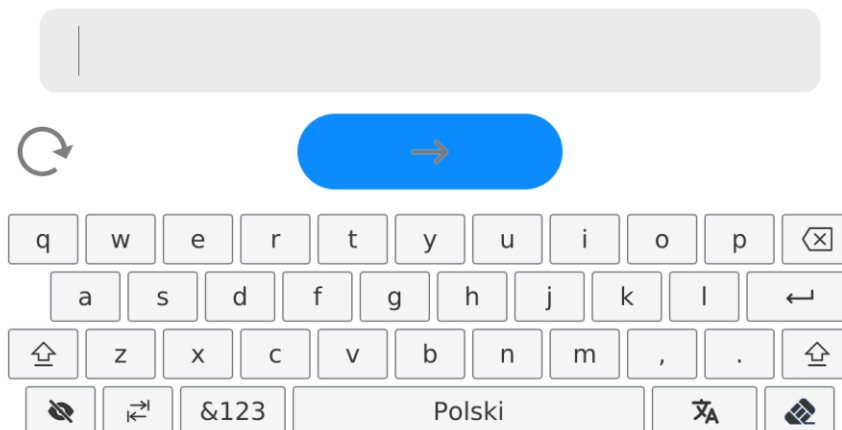 q w e r t y u i o p
a s d f g h j k l
z x c v b n m , .
&123 Polski